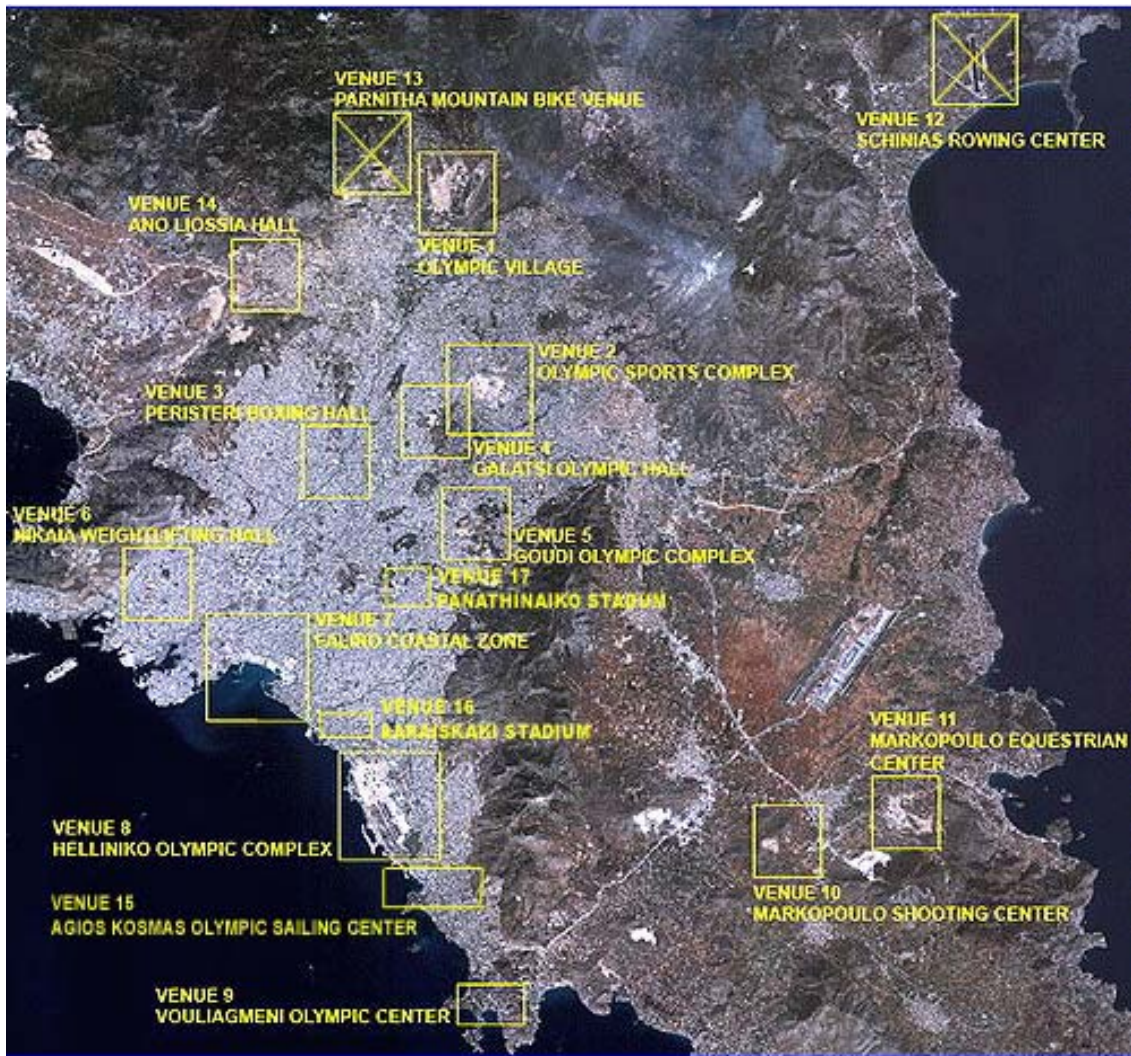 VENUE 13
PARNITHA MOUNTAIN BIKE VENUE
VENUE 12
SCHINIAS ROWING CENTER
VENUE 14
ANO LIOSSIA HALL
VENUE 1
OLYMPIC VILLAGE
VENUE 2
OLYMPIC SPORTS COMPLEX
VENUE 3
PERISTERI BOXING HALL
VENUE 4
GALATSI OLYMPIC HALL
VENUE 6
NIKAIA WEIGHTLIFTING HALL
VENUE 5
GOUDI OLYMPIC COMPLEX
VENUE 17
PANATHINAIKO STADUM
VENUE 7
FALIRO COASTAL ZONE
VENUE 16
KARAISKAKI STADIUM
VENUE 11
MARKOPOULO EQUESTRIAN
CENTER
VENUE 8
HELLINIKO OLYMPIC COMPLEX
VENUE 10
MARKOPOULO SHOOTING CENTER
VENUE 15
AGIOS KOSMAS OLYMPIC SAILING CENTER
VENUE 9
VOULIAGMENI OLYMPIC CENTER